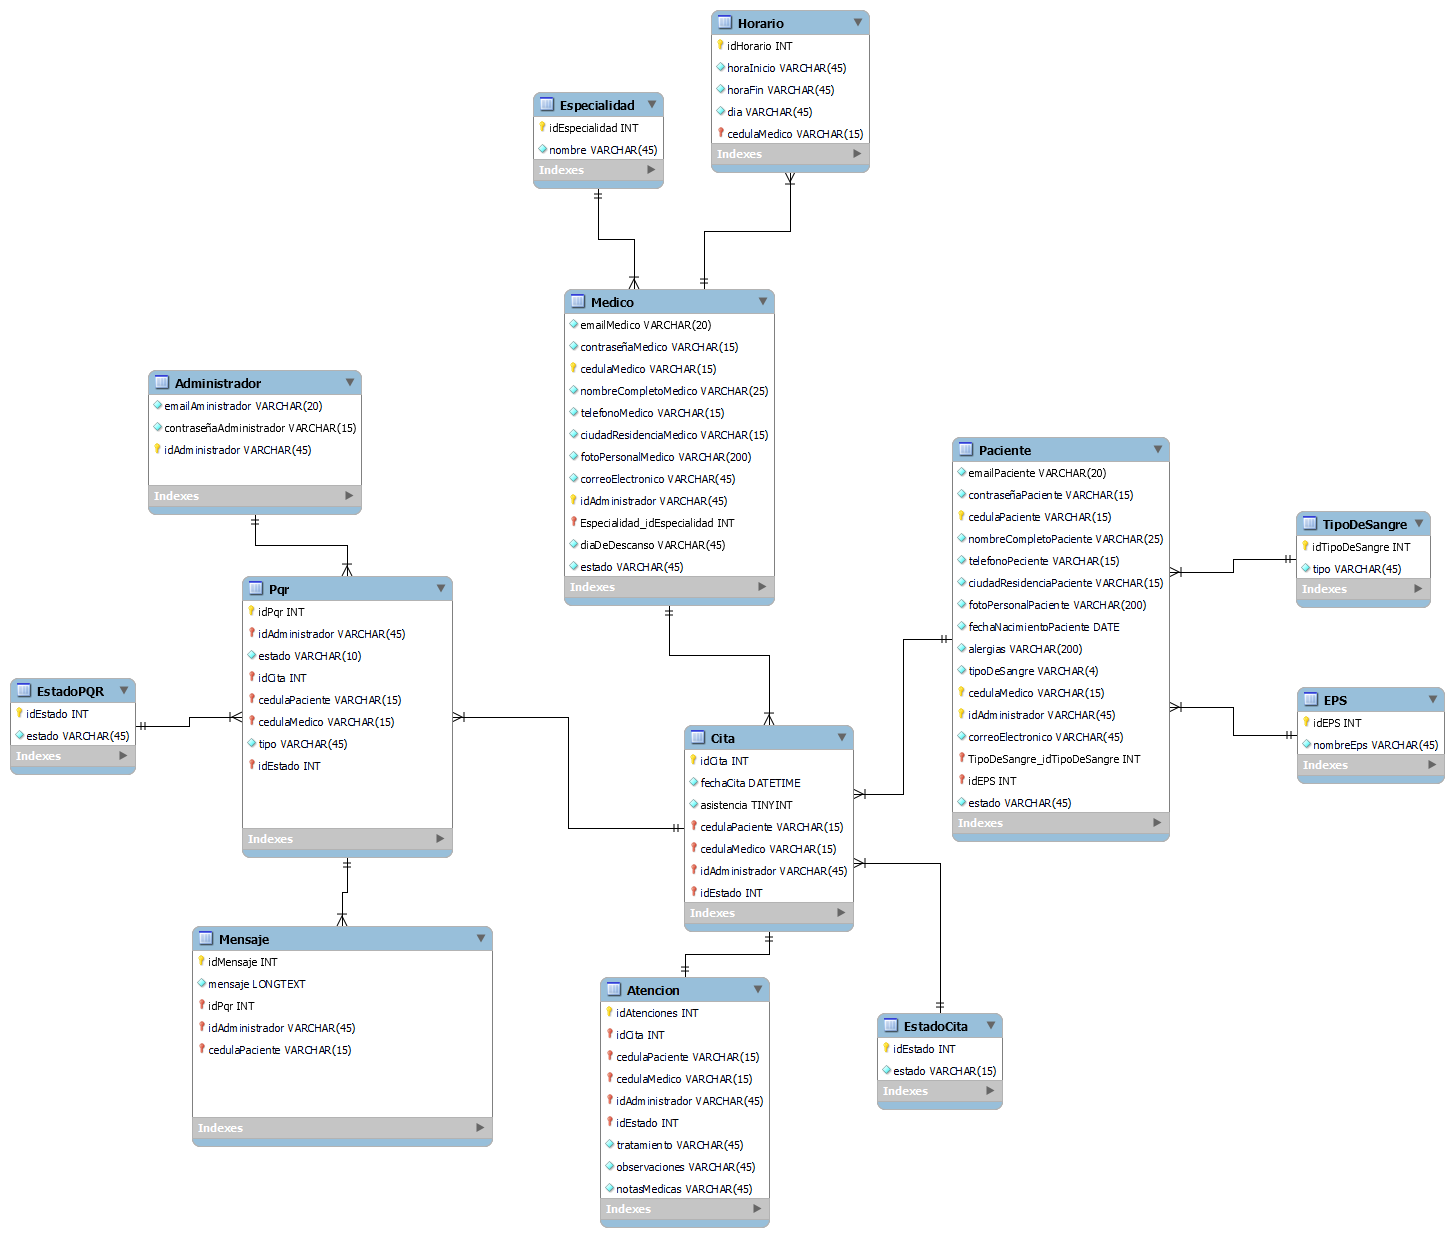 Horario
idHorario INT
horaInicio VARCHAR(45)
horaFin VARCHAR(45)
dia VARCHAR(45)
cedulaMedico VARCHAR(15)
Indexes
Especialidad
idEspecialidad INT
nombre VARCHAR(45)
Indexes
Medico
emailMedico VARCHAR(20)
contraseñaMedico VARCHAR(15)
cedulaMedico VARCHAR(15)
nombreCompletoMedico VARCHAR(25)
telefonoMedico VARCHAR(15)
ciudadResidenciaMedico VARCHAR(15)
fotoPersonalMedico VARCHAR(200)
correoElectronico VARCHAR(45)
idAdministrador VARCHAR(45)
Especialidad_idEspecialidad INT
diaDeDescanso VARCHAR(45)
estado VARCHAR(45)
Indexes
Administrador
emailAministrador VARCHAR(20)
contraseñaAdministrador VARCHAR(15)
idAdministrador VARCHAR(45)
Indexes
Paciente
emailPaciente VARCHAR(20)
contraseñaPaciente VARCHAR(15)
cedulaPaciente VARCHAR(15)
nombreCompletoPaciente VARCHAR(25)
telefonoPeciente VARCHAR(15)
ciudadResidenciaPaciente VARCHAR(15)
fotoPersonalPaciente VARCHAR(200)
fechaNacimientoPaciente DATE
alergias VARCHAR(200)
tipoDeSangre VARCHAR(4)
cedulaMedico VARCHAR(15)
idAdministrador VARCHAR(45)
correoElectronico VARCHAR(45)
TipoDeSangre_idTipoDeSangre INT
idEPS INT
estado VARCHAR(45)
Indexes
TipoDeSangre
idTipoDeSangre INT
tipo VARCHAR(45)
Indexes
EPS
idEPS INT
nombreEps VARCHAR(45)
Indexes
Pqr
idPqr INT
idAdministrador VARCHAR(45)
estado VARCHAR(10)
idCita INT
cedulaPaciente VARCHAR(15)
cedulaMedico VARCHAR(15)
tipo VARCHAR(45)
idEstado INT
Indexes
EstadoPQR
idEstado INT
estado VARCHAR(45)
Indexes
Cita
idCita INT
fechaCita DATETIME
asistencia TINYINT
cedulaPaciente VARCHAR(15)
cedulaMedico VARCHAR(15)
idAdministrador VARCHAR(45)
idEstado INT
Indexes
Mensaje
idMensaje INT
mensaje LONGTEXT
idPqr INT
idAdministrador VARCHAR(45)
cedulaPaciente VARCHAR(15)
Indexes
Atencion
idAtenciones INT
idCita INT
cedulaPaciente VARCHAR(15)
cedulaMedico VARCHAR(15)
idAdministrador VARCHAR(45)
idEstado INT
tratamiento VARCHAR(45)
observaciones VARCHAR(45)
notasMedicas VARCHAR(45)
Indexes
EstadoCita
idEstado INT
estado VARCHAR(15)
Indexes